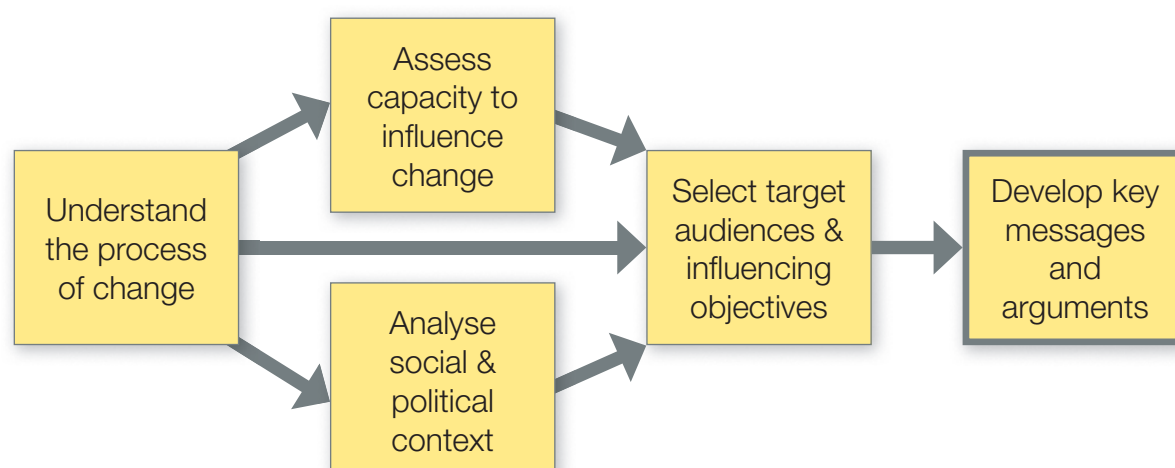 Understand
the process
of change
Assess
capacity to
influence
change
Analyse
social &
political
context
Select target
audiences &
influencing
objectives
Develop key
messages
and
arguments